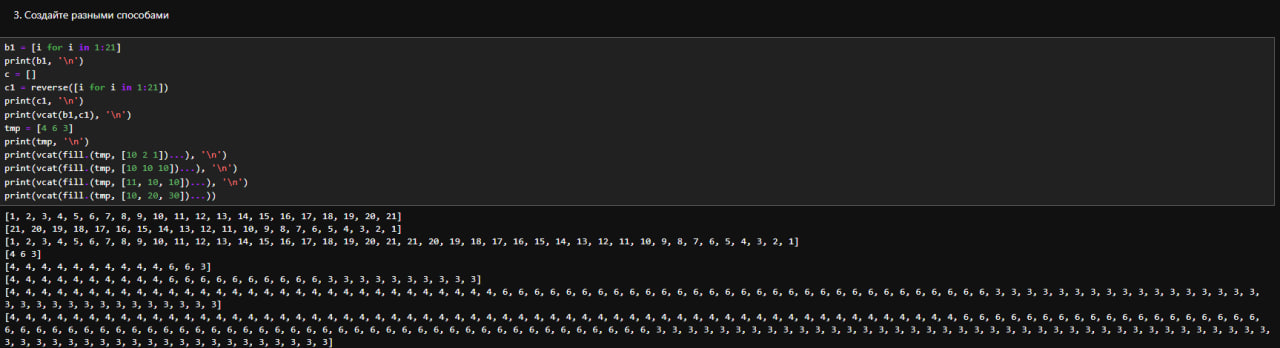 3. Создайте разными способами
b1 = [i for i in 1:21]
print(b1, '\n')
c = []
c1 = reverse([i for i in 1:21])
print(c1, '\n')
print(vcat(b1,c1), '\n')
tmp = [4 6 3]
print(tmp, '\n')
print(vcat(fill.(tmp, [10 2 1])...), '\n')
print(vcat(fill.(tmp, [10 10 10])...), '\n')
print(vcat(fill.(tmp, [11, 10, 10])...), '\n')
print(vcat(fill.(tmp, [10, 20, 30])...))
[1, 2, 3, 4, 5, 6, 7, 8, 9, 10, 11, 12, 13, 14, 15, 16, 17, 18, 19, 20, 21]
[21, 20, 19, 18, 17, 16, 15, 14, 13, 12, 11, 10, 9, 8, 7, 6, 5, 4, 3, 2, 1]
[1, 2, 3, 4, 5, 6, 7, 8, 9, 10, 11, 12, 13, 14, 15, 16, 17, 18, 19, 20, 21, 21, 20, 19, 18, 17, 16, 15, 14, 13, 12, 11, 10, 9, 8, 7, 6, 5, 4, 3, 2, 1]
[4 6 3]
[4, 4, 4, 4, 4, 4, 4, 4, 4, 4, 6, 6, 3]
[4, 4, 4, 4, 4, 4, 4, 4, 4, 4, 6, 6, 6, 6, 6, 6, 6, 6, 6, 6, 3, 3, 3, 3, 3, 3, 3, 3, 3, 3]
[4, 4, 4, 4, 4, 4, 4, 4, 4, 4, 4, 4, 4, 4, 4, 4, 4, 4, 4, 4, 4, 4, 4, 4, 4, 4, 4, 4, 4, 4, 4, 6, 6, 6, 6, 6, 6, 6, 6, 6, 6, 6, 6, 6, 6, 6, 6, 6, 6, 6, 6, 6, 6, 6, 6, 6, 6, 6, 6, 6, 6, 6, 3, 3, 3, 3, 3, 3, 3, 3, 3, 3, 3, 3, 3, 3, 3, 3, 3,
3, 3, 3, 3, 3, 3, 3, 3, 3, 3, 3, 3, 3, 3]
[4, 4, 4, 4, 4, 4, 4, 4, 4, 4, 4, 4, 4, 4, 4, 4, 4, 4, 4, 4, 4, 4, 4, 4, 4, 4, 4, 4, 4, 4, 4, 4, 4, 4, 4, 4, 4, 4, 4, 4, 4, 4, 4, 4, 4, 4, 4, 4, 4, 4, 4, 4, 4, 4, 4, 4, 4, 4, 4, 4, 6, 6, 6, 6, 6, 6, 6, 6, 6, 6, 6, 6, 6, 6, 6, 6, 6, 6, 6,
6, 6, 6, 6, 6, 6, 6, 6, 6, 6, 6, 6, 6, 6, 6, 6, 6, 6, 6, 6, 6, 6, 6, 6, 6, 6, 6, 6, 6, 6, 6, 6, 6, 6, 6, 6, 6, 6, 6, 6, 6, 3, 3, 3, 3, 3, 3, 3, 3, 3, 3, 3, 3, 3, 3, 3, 3, 3, 3, 3, 3, 3, 3, 3, 3, 3, 3, 3, 3, 3, 3, 3, 3, 3, 3, 3, 3, 3, 3, 3,
3, 3, 3, 3, 3, 3, 3, 3, 3, 3, 3, 3, 3, 3, 3, 3, 3, 3, 3, 3, 3]